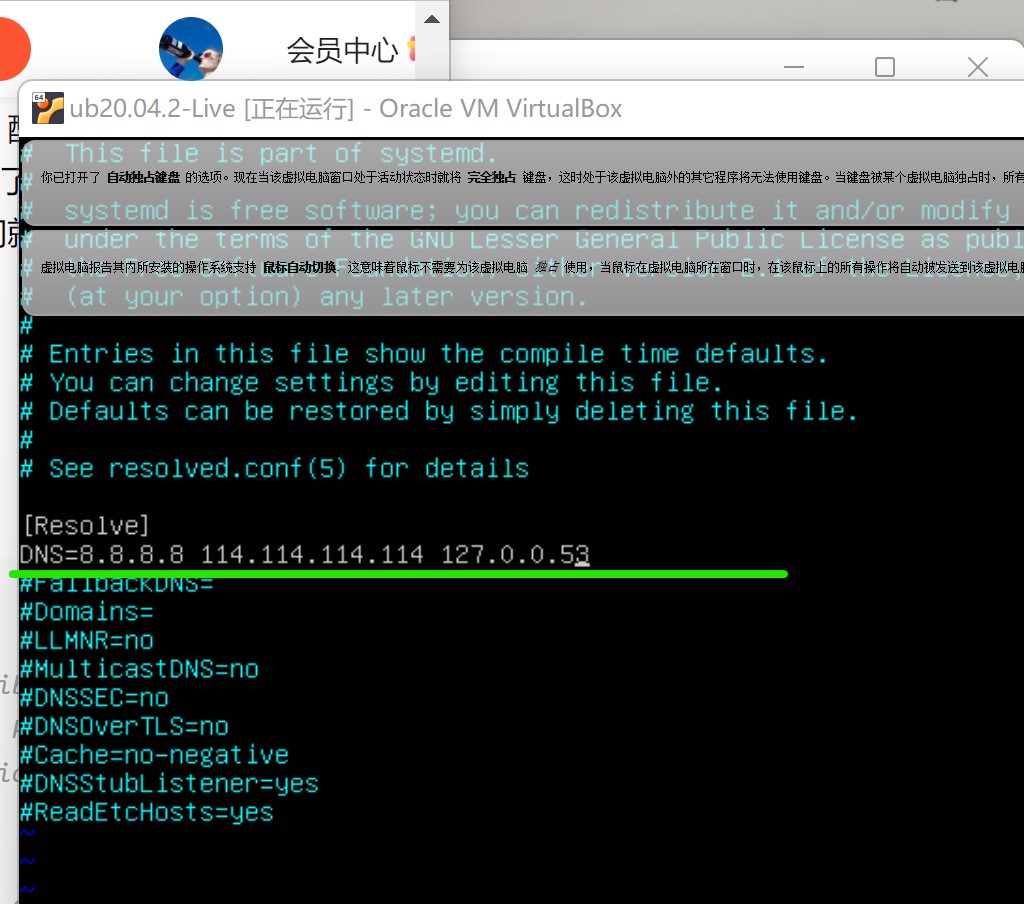 会员中心
ub20.04.2-Live [正在运行] - Oracle VM VirtualBox
# This file is part of systemd.
你已打开了 自动独占键盘 的选项。现在当该虚拟电脑窗口处于活动状态时就将 完全独占 键盘，这时处于该虚拟电脑外的其它程序将无法使用键盘。当键盘被某个虚拟电脑独占时，所有
# systemd is free software; you can redistribute it and/or modify
# under the terms of the GNU Lesser General Public License as publ
虚拟电脑报告其内所安装的操作系统支持 鼠标自动切换. 这意味着鼠标不需要为该虚拟电脑 独占 使用，当鼠标在虚拟电脑所在窗口时，在该鼠标上的所有操作将自动被发送到该虚拟电脑
# (at your option) any later version.
#
# Entries in this file show the compile time defaults.
# You can change settings by editing this file.
# Defaults can be restored by simply deleting this file.
#
# See resolved.conf(5) for details
[Resolve]
DNS=8.8.8.8 114.114.114.114 127.0.0.53
#FallbackDNS=
#Domains=
#LLMNR=no
#MulticastDNS=no
#DNSSEC=no
#DNSOverTLS=no
#Cache=no-negative
#DNSStubListener=yes
#ReadEtcHosts=yes
~
~
~